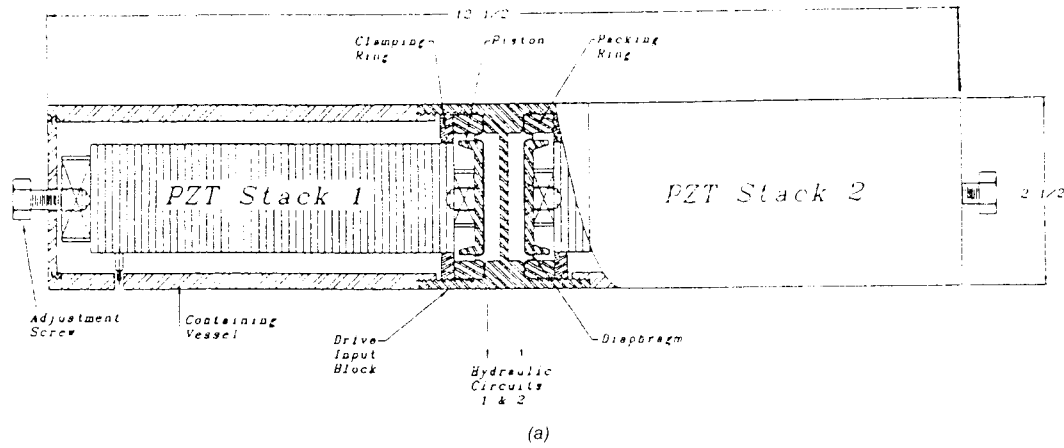 12 1/2
Clamping
Ring
Piston
Packing
Ring
PZT Stack 1
PZT Stack 2
2 1/2
Adjustment
Screw
Containing
Vessel
Drive
Input
Block
Hydraulic
Circuits
1 & 2
Diaphragm
(a)